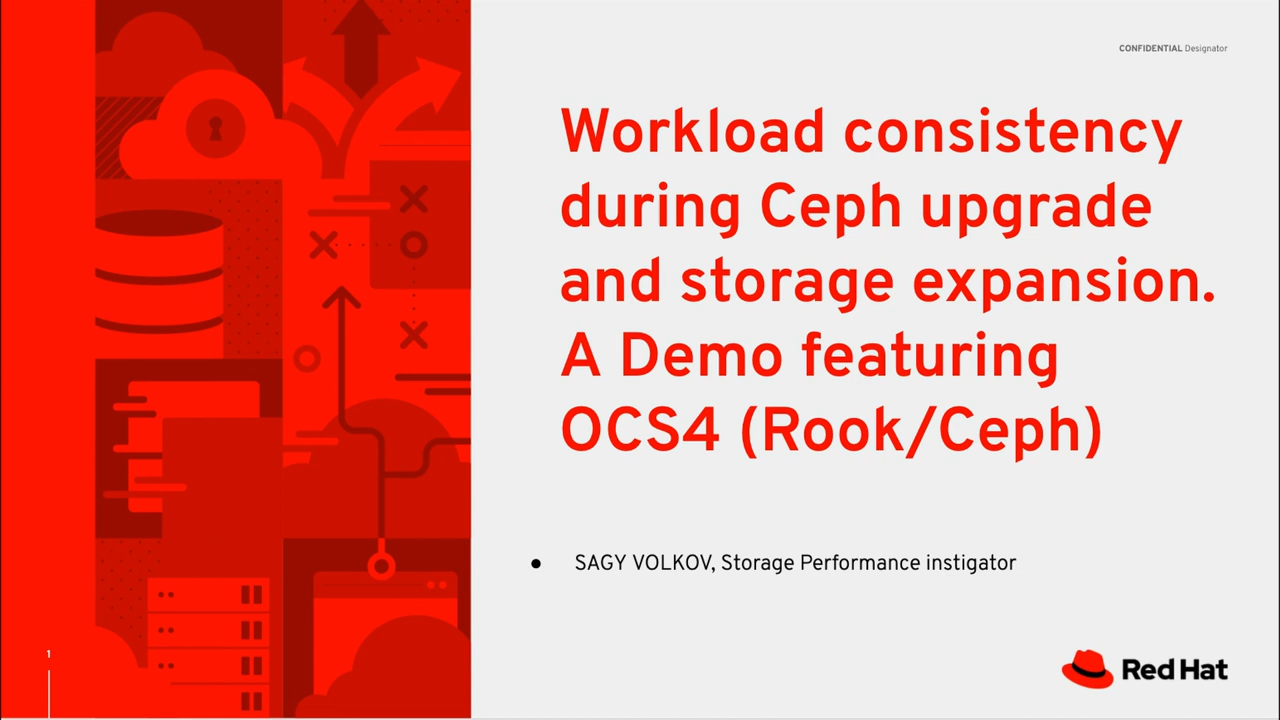 CONFIDENTIAL Designator
Workload consistency
during Ceph upgrade
and storage expansion.
A Demo featuring
OCS4 (Rook/Ceph)
● SAGY VOLKOV, Storage Performance instigator
1
Red Hat